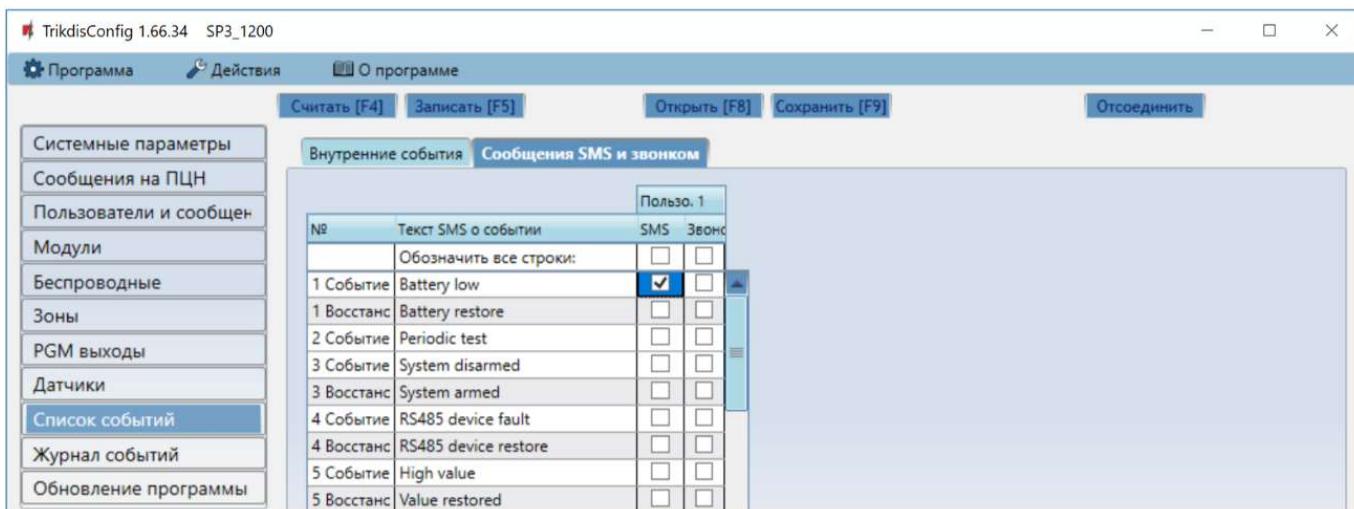 TrikdisConfig 1.66.34 SP3_1200
Программа Действия О программе
Считать [F4] Записать [F5] Открыть [F8] Сохранить [F9] Отсоединить
Системные параметры
Сообщения на ПЦН
Пользователи и сообщен
Модули
Беспроводные
Зоны
PGM выходы
Датчики
Список событий
Журнал событий
Обновление программы
Внутренние события Сообщения SMS и звонком
Пользо. 1
№ Текст SMS о событии SMS Звонс
Обозначить все строки:
1 Событие Battery low
1 Восстанс Battery restore
2 Событие Periodic test
3 Событие System disarmed
3 Восстанс System armed
4 Событие RS485 device fault
4 Восстанс RS485 device restore
5 Событие High value
5 Восстанс Value restored